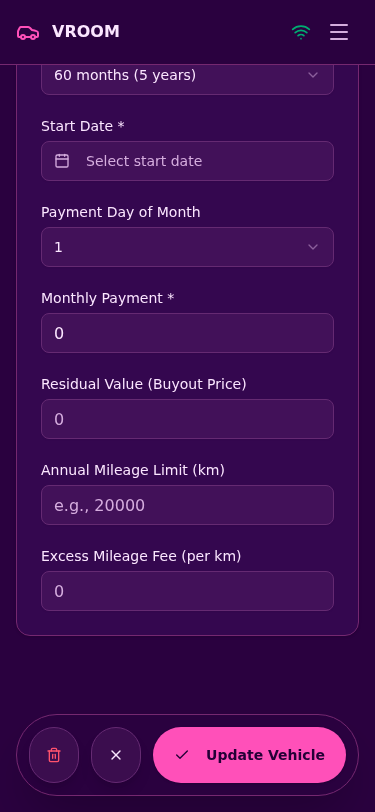 VROOM
60 months (5 years)
Start Date *
Select start date
Payment Day of Month
1
Monthly Payment *
0
Residual Value (Buyout Price)
0
Annual Mileage Limit (km)
e.g., 20000
Excess Mileage Fee (per km)
0
Update Vehicle